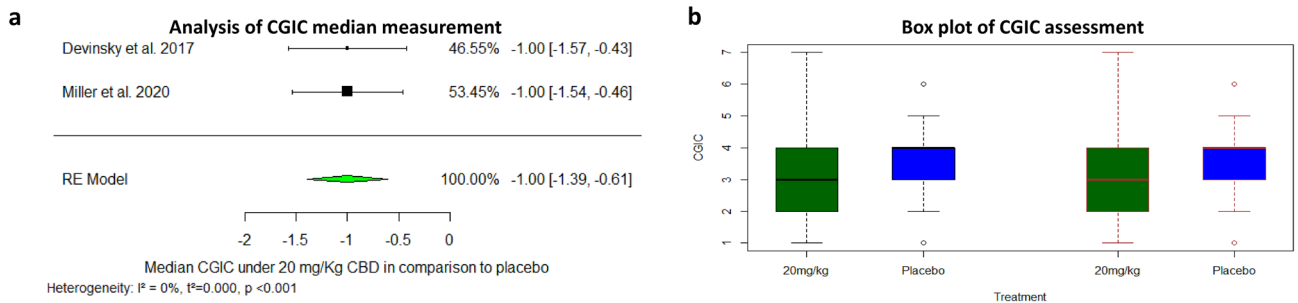 a
Analysis of CGIC median measurement
Devinsky et al. 2017 46.55% -1.00 [-1.57, -0.43]
Miller et al. 2020 53.45% -1.00 [-1.54, -0.46]
RE Model 100.00% -1.00 [-1.39, -0.61]
-2 -1.5 -1 -0.5 0
Median CGIC under 20 mg/Kg CBD in comparison to placebo
Heterogeneity: I² = 0%, t²=0.000, p <0.001
b
Box plot of CGIC assessment
7
6
5
4
3
2
1
CGIC
20mg/kg Placebo 20mg/kg Placebo
Treatment